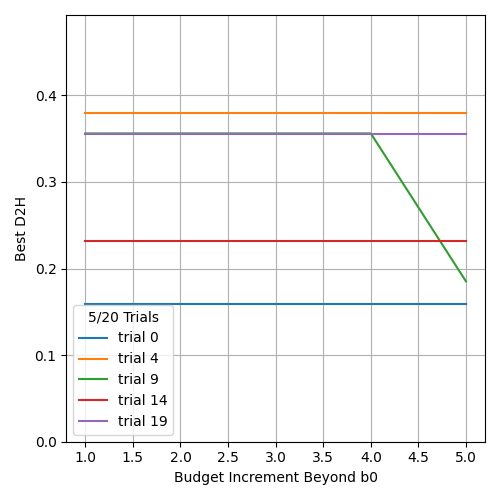 0.4
0.3
0.2
0.1
0.0
Best D2H
5/20 Trials
trial 0
trial 4
trial 9
trial 14
trial 19
1.0 1.5 2.0 2.5 3.0 3.5 4.0 4.5 5.0
Budget Increment Beyond b0